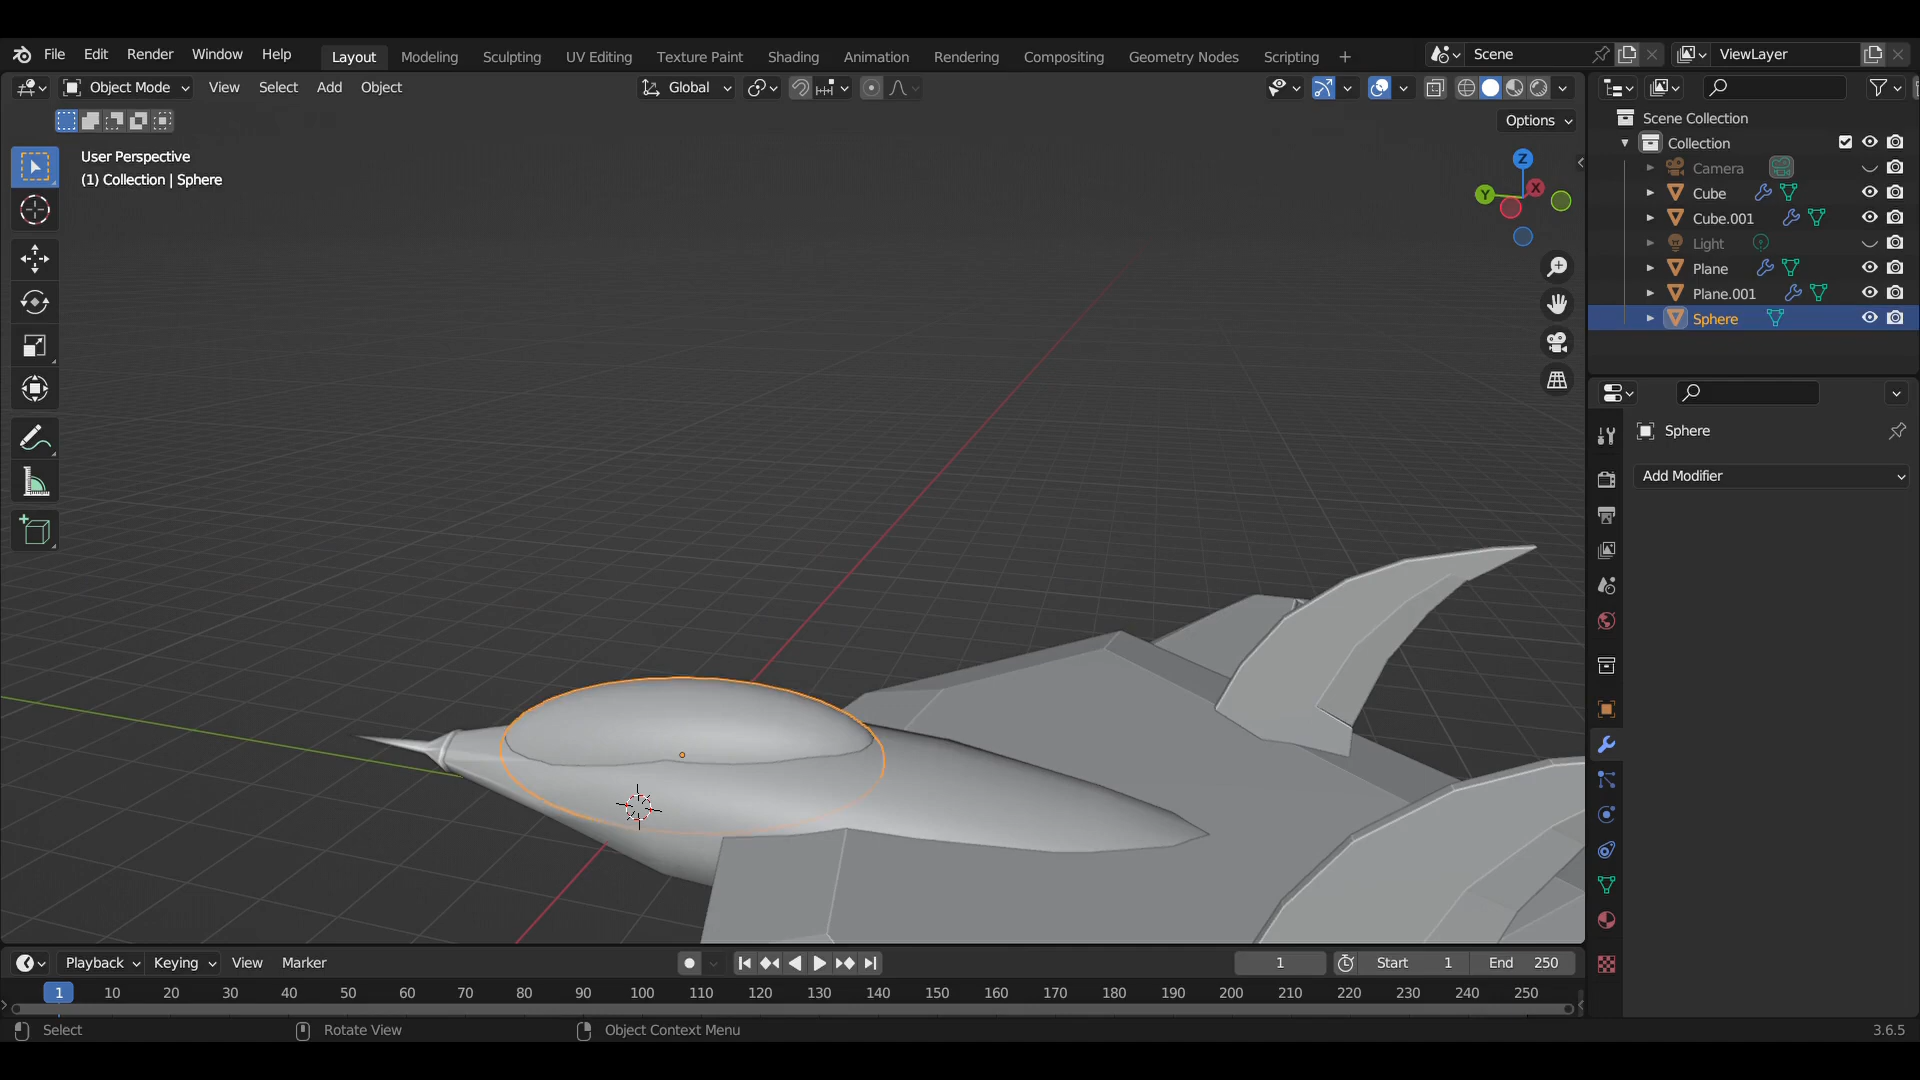 File Edit Render Window Help Layout Modeling Sculpting UV Editing Texture Paint Shading Animation Rendering Compositing Geometry Nodes Scripting + Scene ViewLayer
Object Mode View Select Add Object Global
Options
User Perspective
(1) Collection | Sphere
Z
Y X
Scene Collection
Collection
Camera
Cube
Cube.001
Light
Plane
Plane.001
Sphere
Sphere
Add Modifier
Playback Keying View Marker 1 Start 1 End 250
1 10 20 30 40 50 60 70 80 90 100 110 120 130 140 150 160 170 180 190 200 210 220 230 240 250
Select Rotate View Object Context Menu 3.6.5